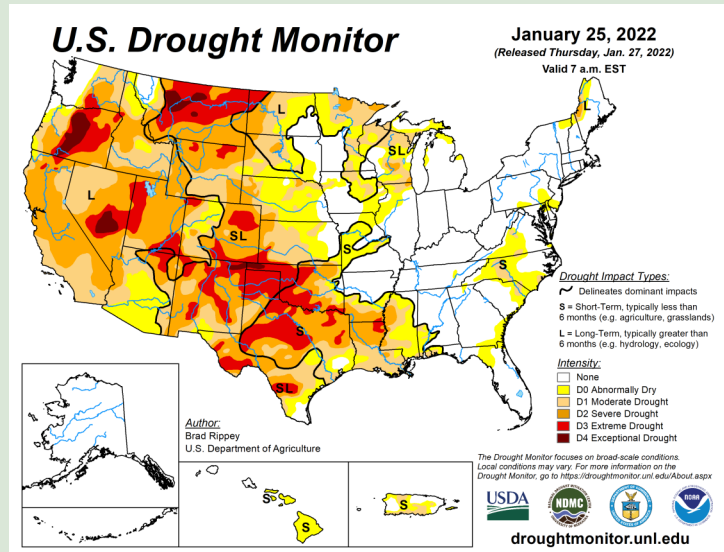 U.S. Drought Monitor
January 25, 2022
(Released Thursday, Jan. 27, 2022)
Valid 7 a.m. EST
L
SL
L
L
SL
S
S
S
SL
Drought Impact Types:
Delineates dominant impacts
S = Short-Term, typically less than
6 months (e.g. agriculture, grasslands)
L = Long-Term, typically greater than
6 months (e.g. hydrology, ecology)
Intensity:
None
D0 Abnormally Dry
D1 Moderate Drought
D2 Severe Drought
D3 Extreme Drought
D4 Exceptional Drought
Author:
Brad Rippey
U.S. Department of Agriculture
S
S
S
The Drought Monitor focuses on broad-scale conditions.
Local conditions may vary. For more information on the
Drought Monitor, go to https://droughtmonitor.unl.edu/About.aspx
USDA
NDMC
NOAA
droughtmonitor.unl.edu